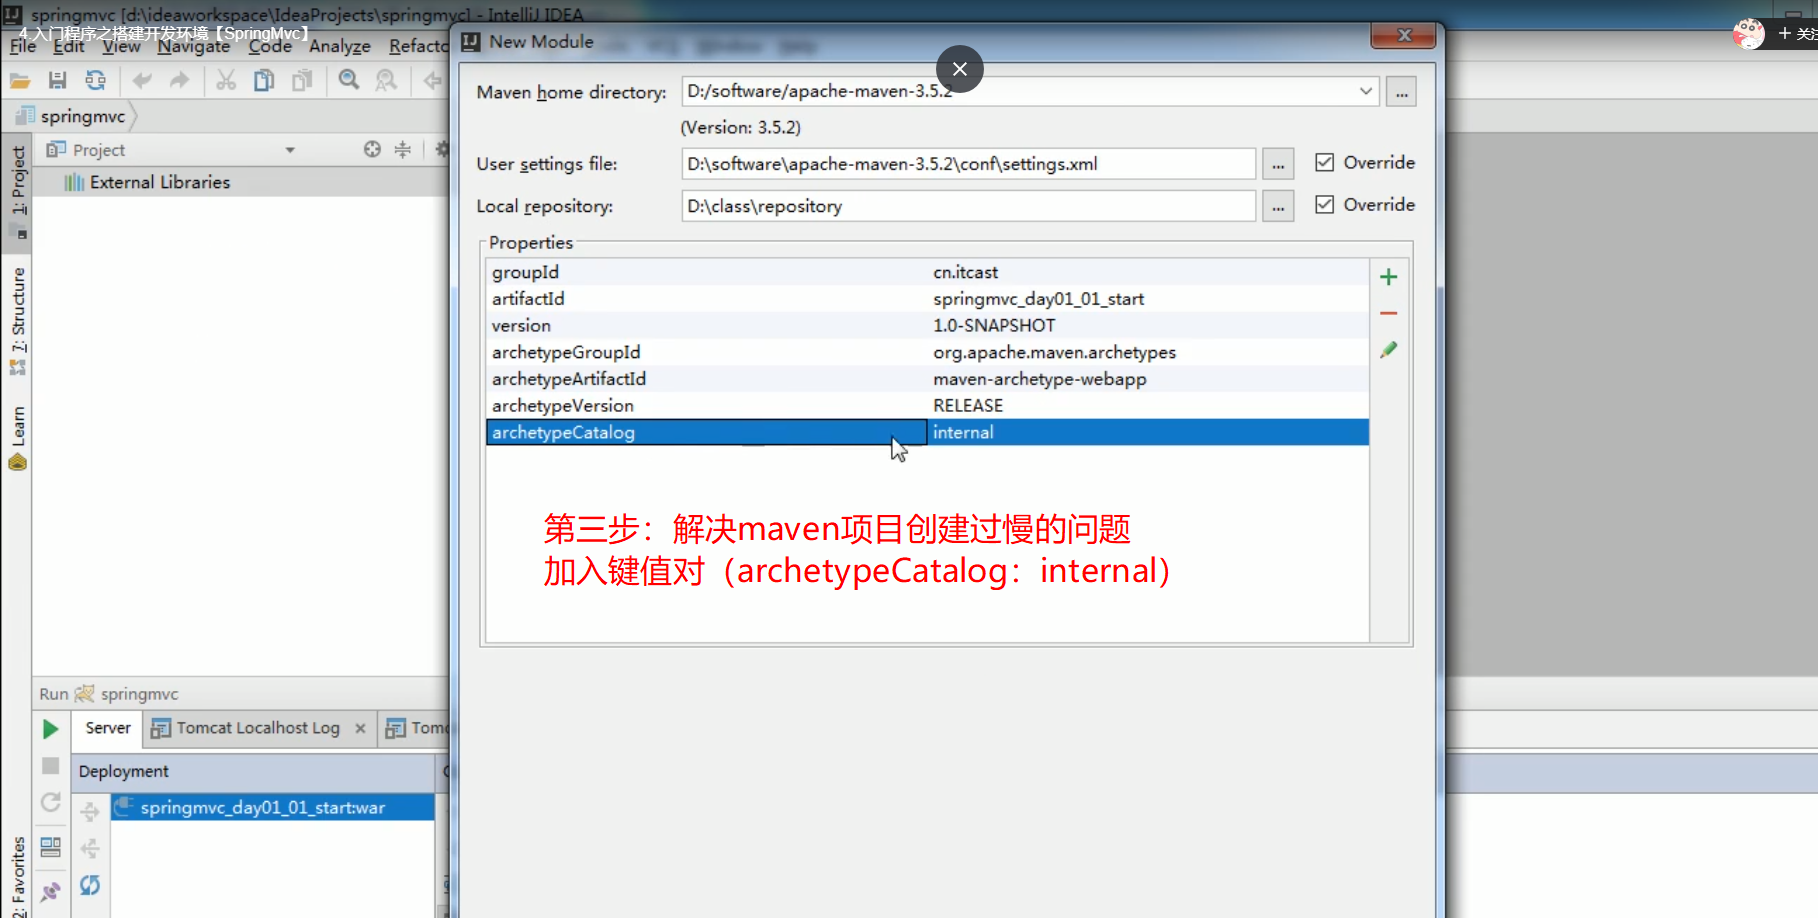 springmvc [d:\ideaworkspace\IdeaProjects\springmvc] - IntelliJ IDEA
4.入门程序之搭建开发环境【SpringMvc】
+ 关注
File Edit View Navigate Code Analyze Refacto
springmvc
Project
External Libraries
1: Project
7: Structure
Learn
2: Favorites
New Module
Maven home directory: D:/software/apache-maven-3.5.2 ...
(Version: 3.5.2)
User settings file: D:\software\apache-maven-3.5.2\conf\settings.xml ... Override
Local repository: D:\class\repository ... Override
Properties
groupId cn.itcast
artifactId springmvc_day01_01_start
version 1.0-SNAPSHOT
archetypeGroupId org.apache.maven.archetypes
archetypeArtifactId maven-archetype-webapp
archetypeVersion RELEASE
archetypeCatalog internal
第三步：解决maven项目创建过慢的问题
加入键值对（archetypeCatalog：internal）
Run springmvc
Server Tomcat Localhost Log Tomc
Deployment
springmvc_day01_01_start:war